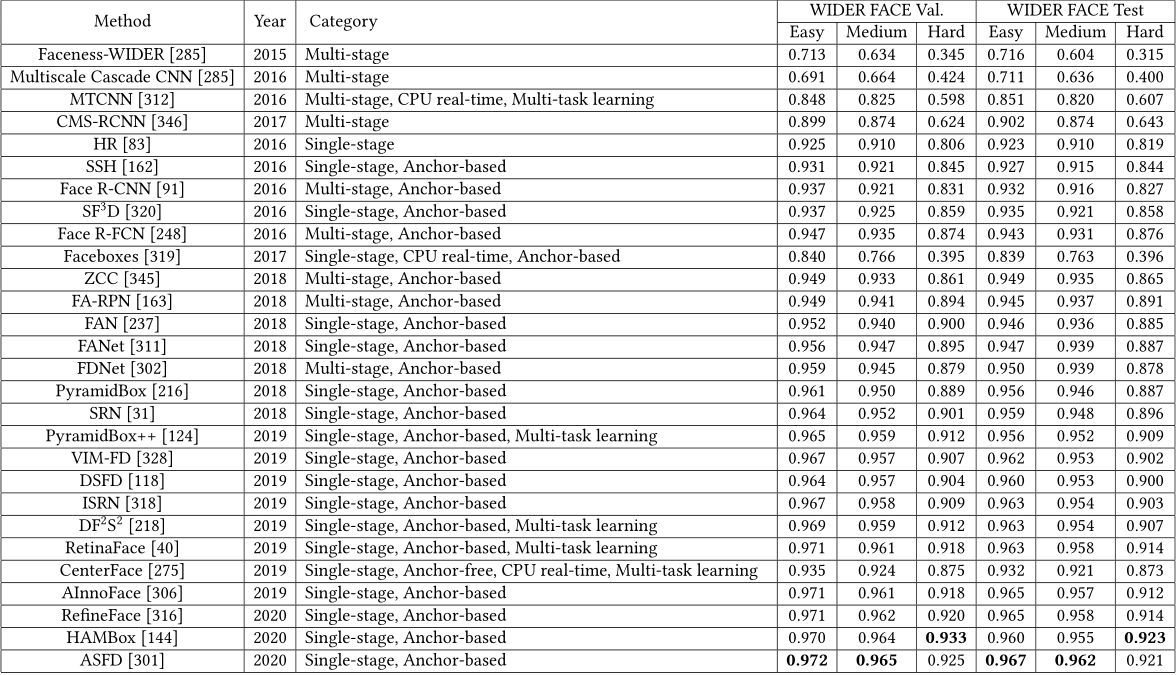 Method Year Category WIDER FACE Val. WIDER FACE Test
Easy Medium Hard Easy Medium Hard
Faceness-WIDER [285] 2015 Multi-stage 0.713 0.634 0.345 0.716 0.604 0.315
Multiscale Cascade CNN [285] 2016 Multi-stage 0.691 0.664 0.424 0.711 0.636 0.400
MTCNN [312] 2016 Multi-stage, CPU real-time, Multi-task learning 0.848 0.825 0.598 0.851 0.820 0.607
CMS-RCNN [346] 2017 Multi-stage 0.899 0.874 0.624 0.902 0.874 0.643
HR [83] 2016 Single-stage 0.925 0.910 0.806 0.923 0.910 0.819
SSH [162] 2016 Single-stage, Anchor-based 0.931 0.921 0.845 0.927 0.915 0.844
Face R-CNN [91] 2016 Multi-stage, Anchor-based 0.937 0.921 0.831 0.932 0.916 0.827
SF³D [320] 2016 Single-stage, Anchor-based 0.937 0.925 0.859 0.935 0.921 0.858
Face R-FCN [248] 2016 Multi-stage, Anchor-based 0.947 0.935 0.874 0.943 0.931 0.876
Faceboxes [319] 2017 Single-stage, CPU real-time, Anchor-based 0.840 0.766 0.395 0.839 0.763 0.396
ZCC [345] 2018 Multi-stage, Anchor-based 0.949 0.933 0.861 0.949 0.935 0.865
FA-RPN [163] 2018 Multi-stage, Anchor-based 0.949 0.941 0.894 0.945 0.937 0.891
FAN [237] 2018 Single-stage, Anchor-based 0.952 0.940 0.900 0.946 0.936 0.885
FANet [311] 2018 Single-stage, Anchor-based 0.956 0.947 0.895 0.947 0.939 0.887
FDNet [302] 2018 Multi-stage, Anchor-based 0.959 0.945 0.879 0.950 0.939 0.878
PyramidBox [216] 2018 Single-stage, Anchor-based 0.961 0.950 0.889 0.956 0.946 0.887
SRN [31] 2018 Single-stage, Anchor-based 0.964 0.952 0.901 0.959 0.948 0.896
PyramidBox++ [124] 2019 Single-stage, Anchor-based, Multi-task learning 0.965 0.959 0.912 0.956 0.952 0.909
VIM-FD [328] 2019 Single-stage, Anchor-based 0.967 0.957 0.907 0.962 0.953 0.902
DSFD [118] 2019 Single-stage, Anchor-based 0.964 0.957 0.904 0.960 0.953 0.900
ISRN [318] 2019 Single-stage, Anchor-based 0.967 0.958 0.909 0.963 0.954 0.903
DF²S² [218] 2019 Single-stage, Anchor-based, Multi-task learning 0.969 0.959 0.912 0.963 0.954 0.907
RetinaFace [40] 2019 Single-stage, Anchor-based, Multi-task learning 0.971 0.961 0.918 0.963 0.958 0.914
CenterFace [275] 2019 Single-stage, Anchor-free, CPU real-time, Multi-task learning 0.935 0.924 0.875 0.932 0.921 0.873
AInnoFace [306] 2019 Single-stage, Anchor-based 0.971 0.961 0.918 0.965 0.957 0.912
RefineFace [316] 2020 Single-stage, Anchor-based 0.971 0.962 0.920 0.965 0.958 0.914
HAMBox [144] 2020 Single-stage, Anchor-based 0.970 0.964 0.933 0.960 0.955 0.923
ASFD [301] 2020 Single-stage, Anchor-based 0.972 0.965 0.925 0.967 0.962 0.921